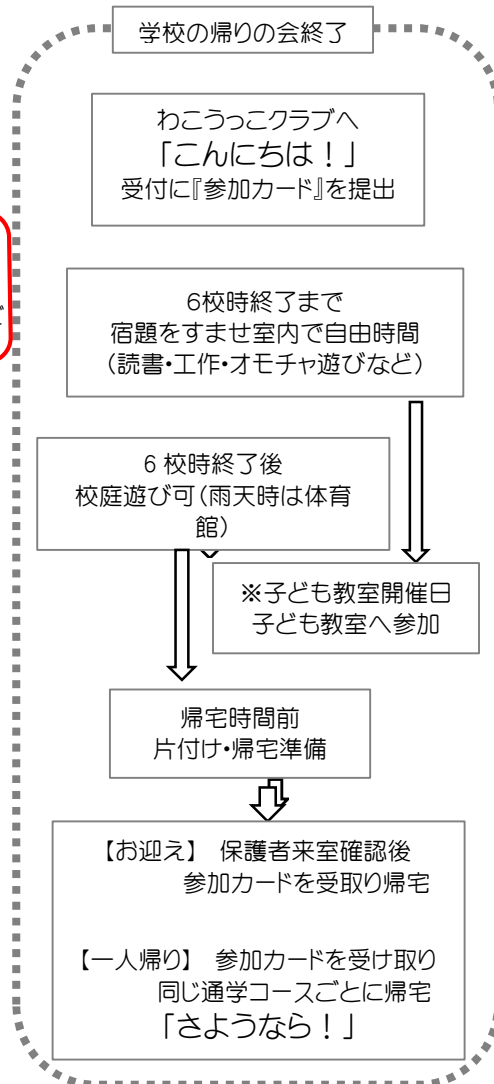 学校の帰りの会終了
わこうっこクラブへ
「こんにちは！」
受付に『参加カード』を提出
6校時終了まで
宿題をすませ室内で自由時間
（読書・工作・オモチャ遊びなど）
6 校時終了後
校庭遊び可（雨天時は体育
館）
※子ども教室開催日
子ども教室へ参加
帰宅時間前
片付け・帰宅準備
【お迎え】 保護者来室確認後
参加カードを受取り帰宅
【一人帰り】 参加カードを受け取り
同じ通学コースごとに帰宅
「さようなら！」